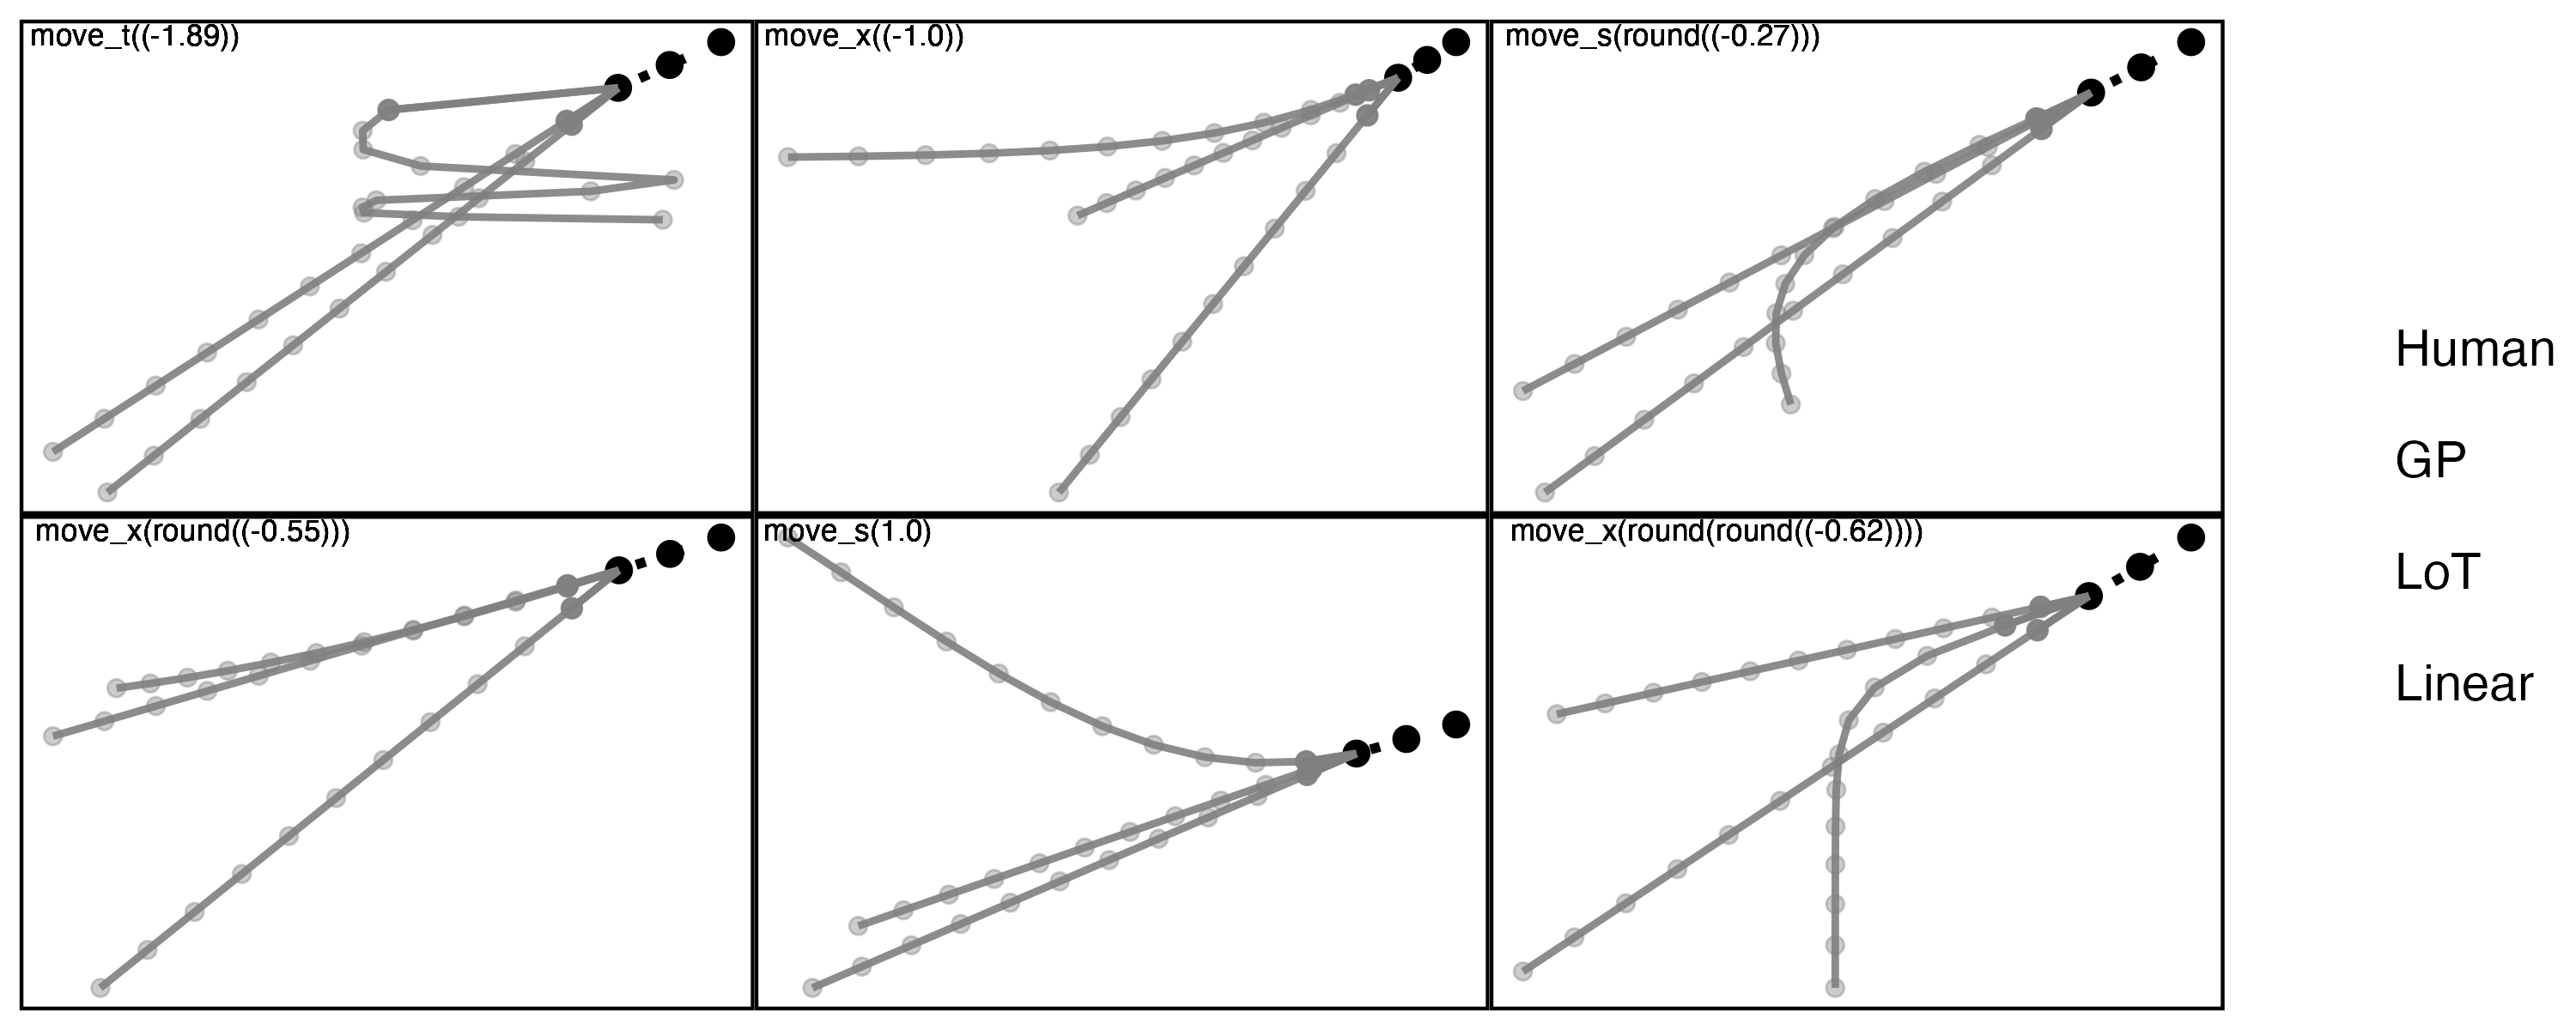 move_t((-1.89))
move_x((-1.0))
move_s(round((-0.27)))
move_x(round((-0.55)))
move_s(1.0)
move_x(round(round((-0.62))))
Human
GP
LoT
Linear